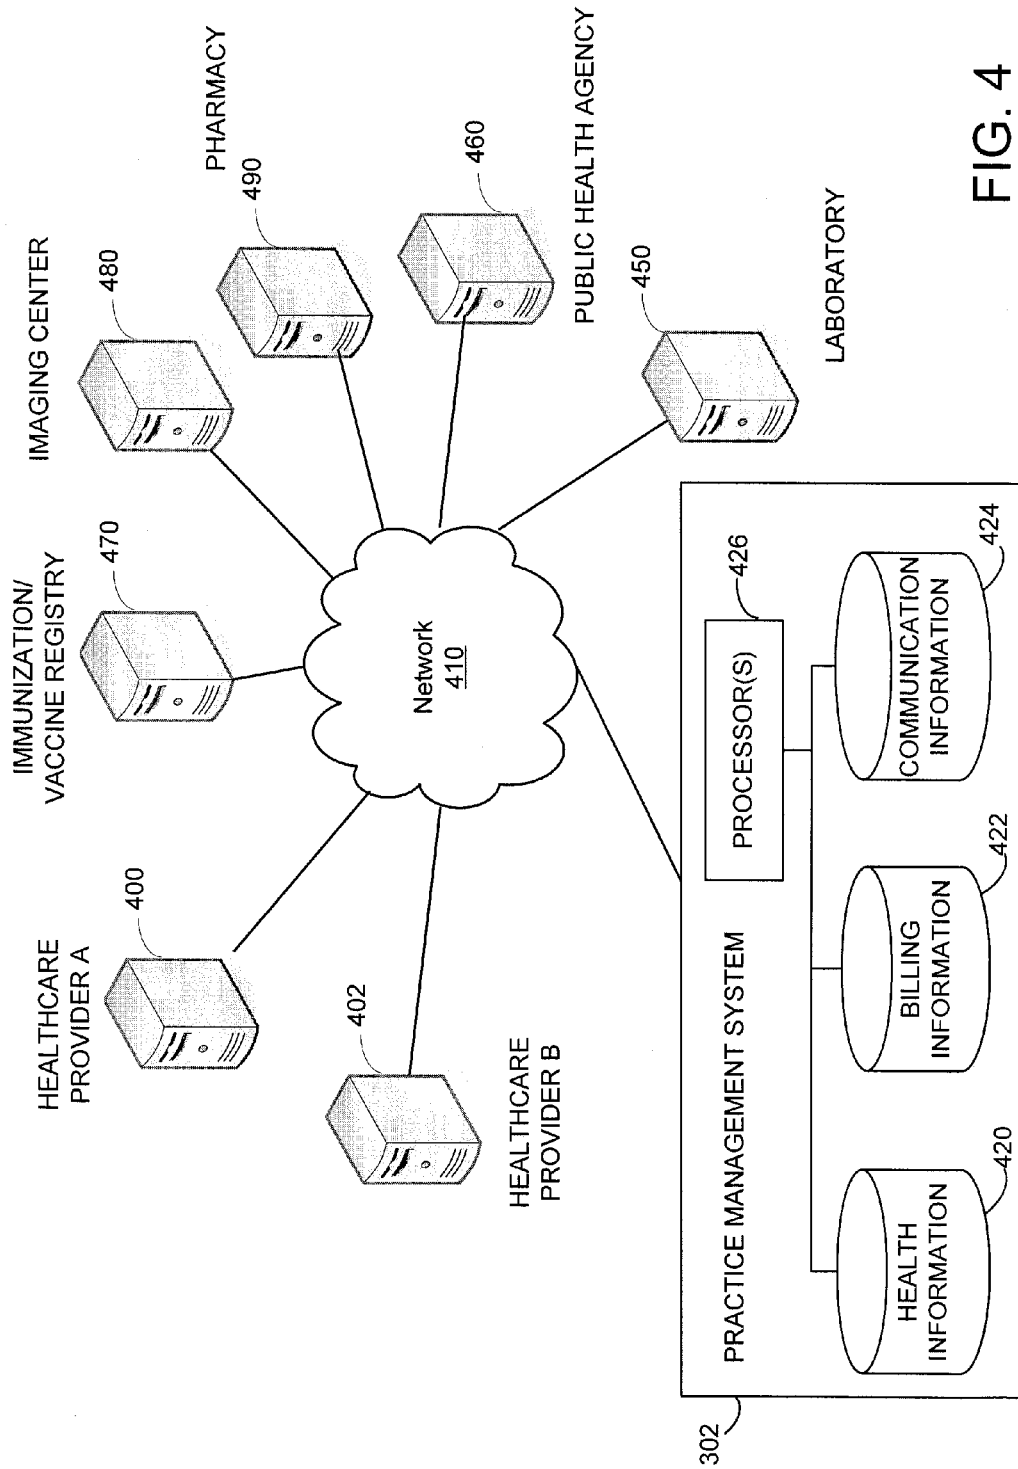 IMMUNIZATION/
VACCINE REGISTRY
470
IMAGING CENTER
480
PHARMACY
490
HEALTHCARE
PROVIDER A
400
402
HEALTHCARE
PROVIDER B
Network
410
460
PUBLIC HEALTH AGENCY
450
LABORATORY
302
PRACTICE MANAGEMENT SYSTEM
PROCESSOR(S)
426
HEALTH
INFORMATION
420
BILLING
INFORMATION
422
COMMUNICATION
INFORMATION
424
FIG. 4